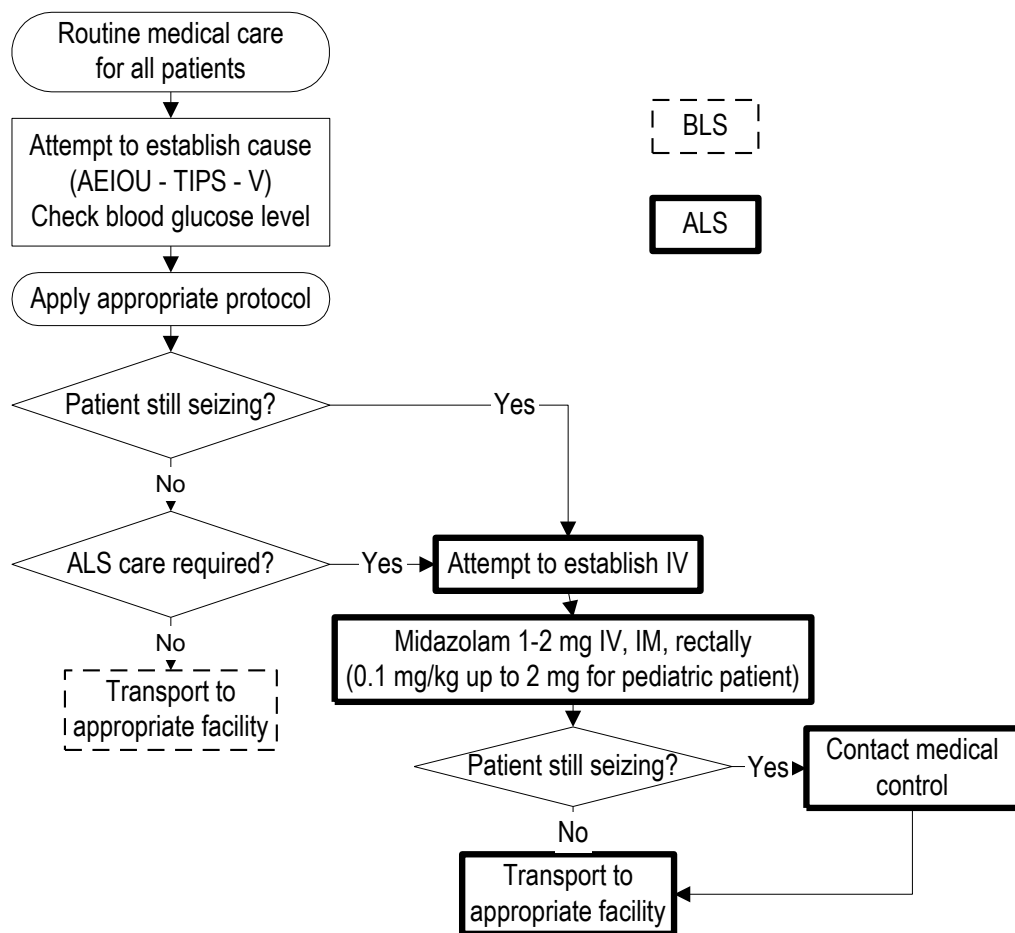 Routine medical care
for all patients
BLS
Attempt to establish cause
(AEIOU - TIPS - V)
Check blood glucose level
ALS
Apply appropriate protocol
Patient still seizing?
Yes
No
ALS care required?
Yes
Attempt to establish IV
No
Midazolam 1-2 mg IV, IM, rectally
(0.1 mg/kg up to 2 mg for pediatric patient)
Transport to
appropriate facility
Patient still seizing?
Yes
Contact medical
control
No
Transport to
appropriate facility